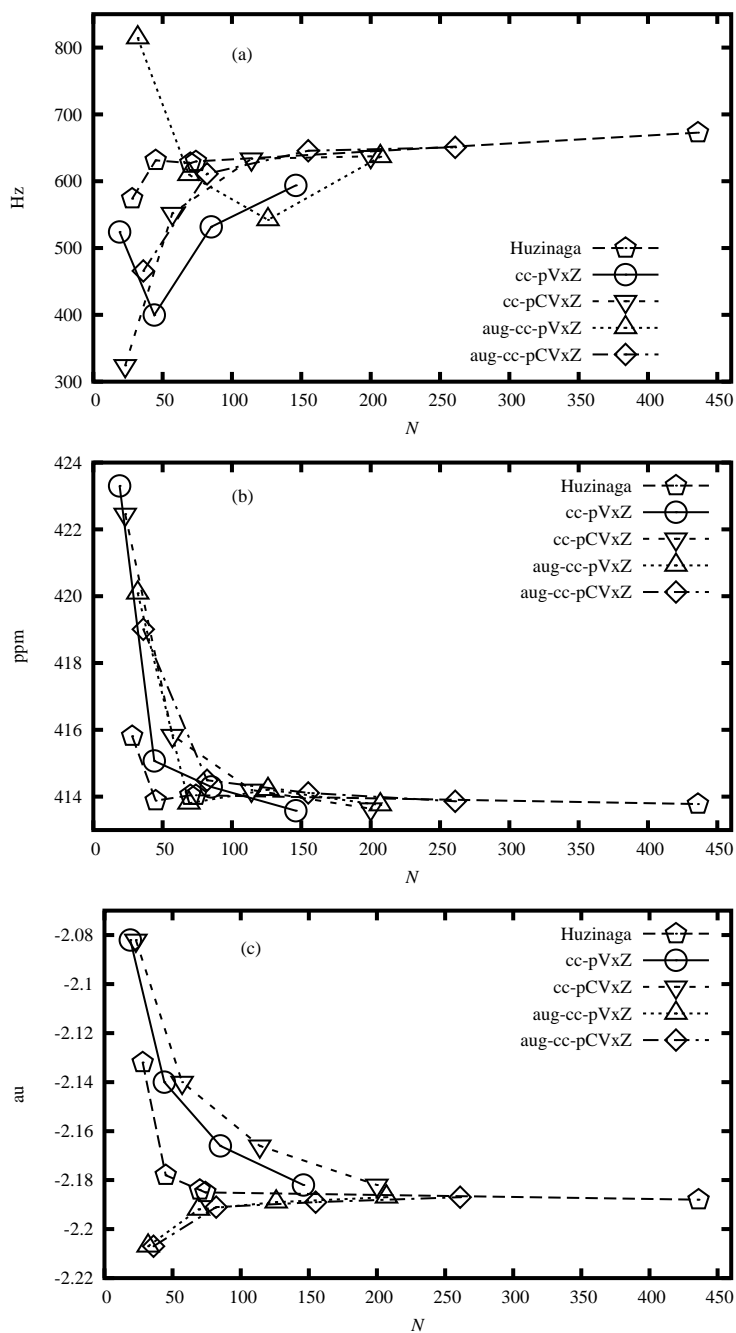 800
700
600
500
400
300
Hz
(a)
Huzinaga
cc-pVxZ
cc-pCVxZ
aug-cc-pVxZ
aug-cc-pCVxZ
0 50 100 150 200 250 300 350 400 450
N
424
422
420
418
416
414
ppm
(b)
Huzinaga
cc-pVxZ
cc-pCVxZ
aug-cc-pVxZ
aug-cc-pCVxZ
0 50 100 150 200 250 300 350 400 450
N
-2.08
-2.1
-2.12
-2.14
-2.16
-2.18
-2.2
-2.22
au
(c)
Huzinaga
cc-pVxZ
cc-pCVxZ
aug-cc-pVxZ
aug-cc-pCVxZ
0 50 100 150 200 250 300 350 400 450
N